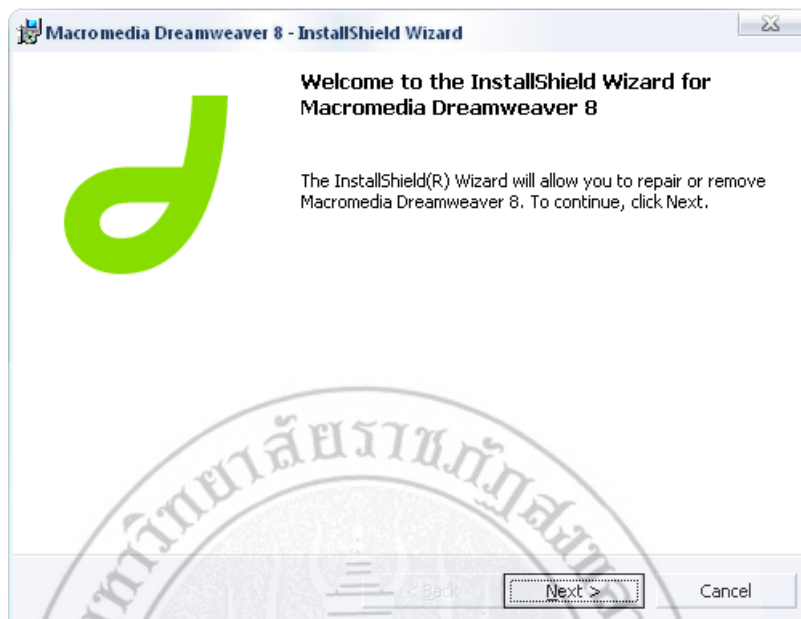 Macromedia Dreamweaver 8 - InstallShield Wizard
Welcome to the InstallShield Wizard for
Macromedia Dreamweaver 8
The InstallShield(R) Wizard will allow you to repair or remove
Macromedia Dreamweaver 8. To continue, click Next.
< Back
Next >
Cancel